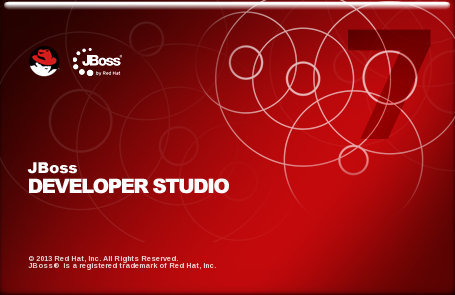 7
JBoss®
by Red Hat
JBoss
DEVELOPER STUDIO
© 2013 Red Hat, Inc. All Rights Reserved.
JBoss® is a registered trademark of Red Hat, Inc.